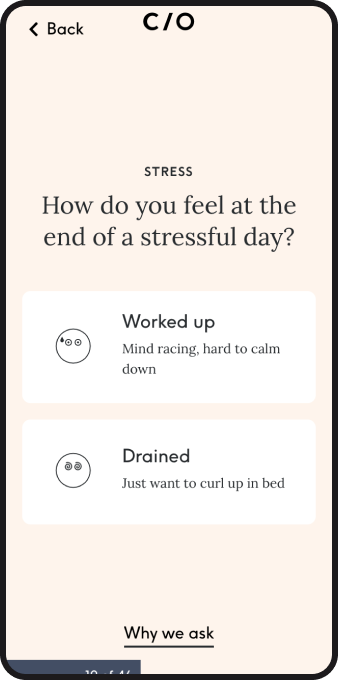 Back
C/O
STRESS
How do you feel at the
end of a stressful day?
Worked up
Mind racing, hard to calm
down
Drained
Just want to curl up in bed
Why we ask